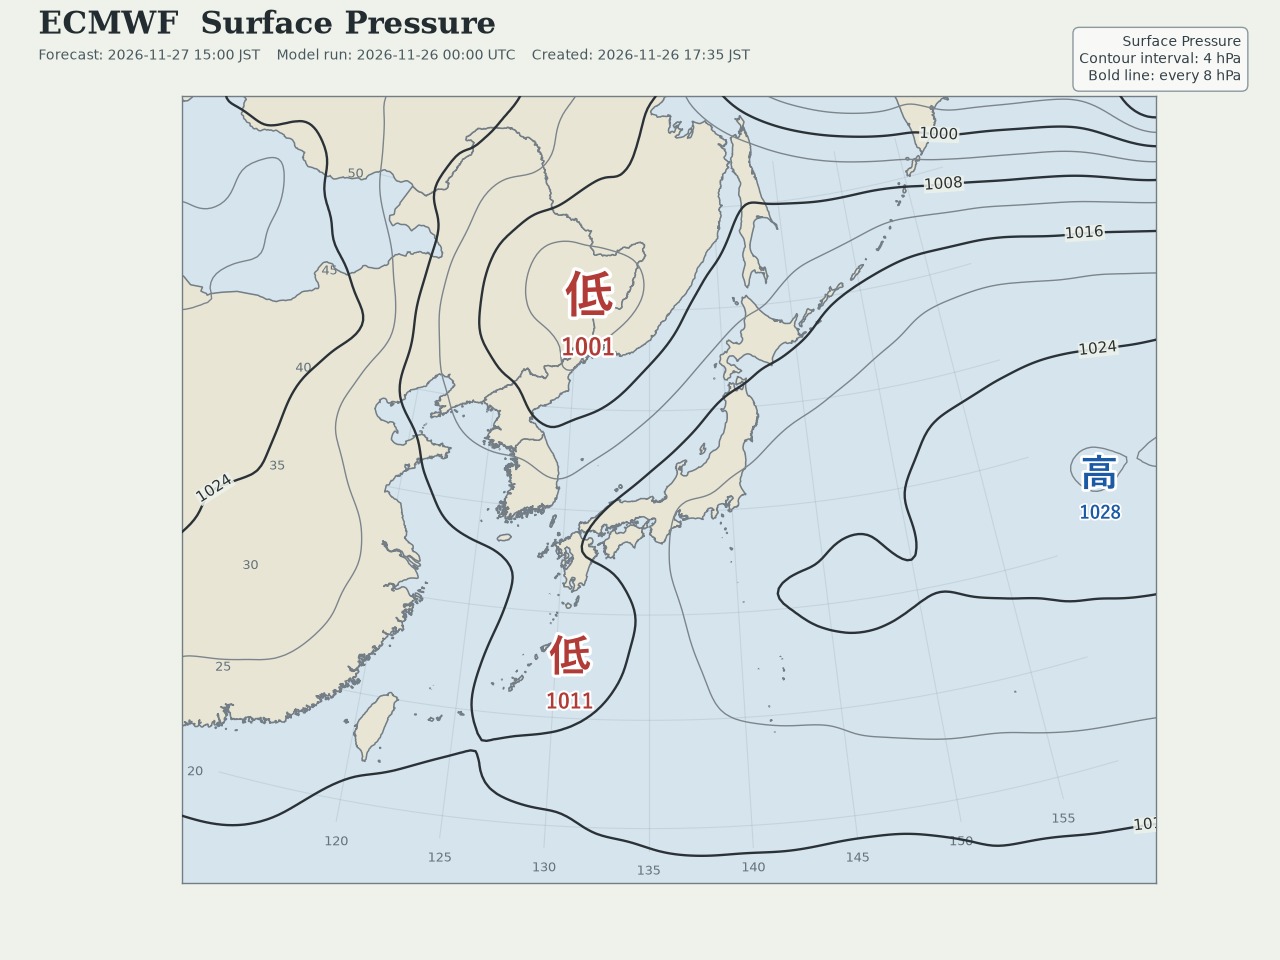 ECMWF  Surface Pressure
Forecast: 2026-11-27 15:00 JST    Model run: 2026-11-26 00:00 UTC    Created: 2026-11-26 17:35 JST
Surface Pressure
Contour interval: 4 hPa
Bold line: every 8 hPa
1000
50
1008
1016
45
低
1001
1024
40
35
高
1024
1028
30
低
25
1011
20
155
120
150
125
145
130
140
135